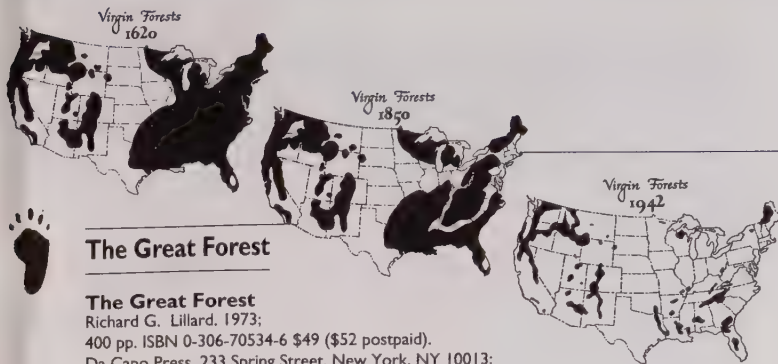 Virgin Forests
1620
Virgin Forests
1850
Virgin Forests
1942
The Great Forest
The Great Forest
Richard G. Lillard. 1973;
400 pp. ISBN 0-306-70534-6 $49 ($52 postpaid).
Da Capo Press, 233 Spring Street, New York, NY 10013;